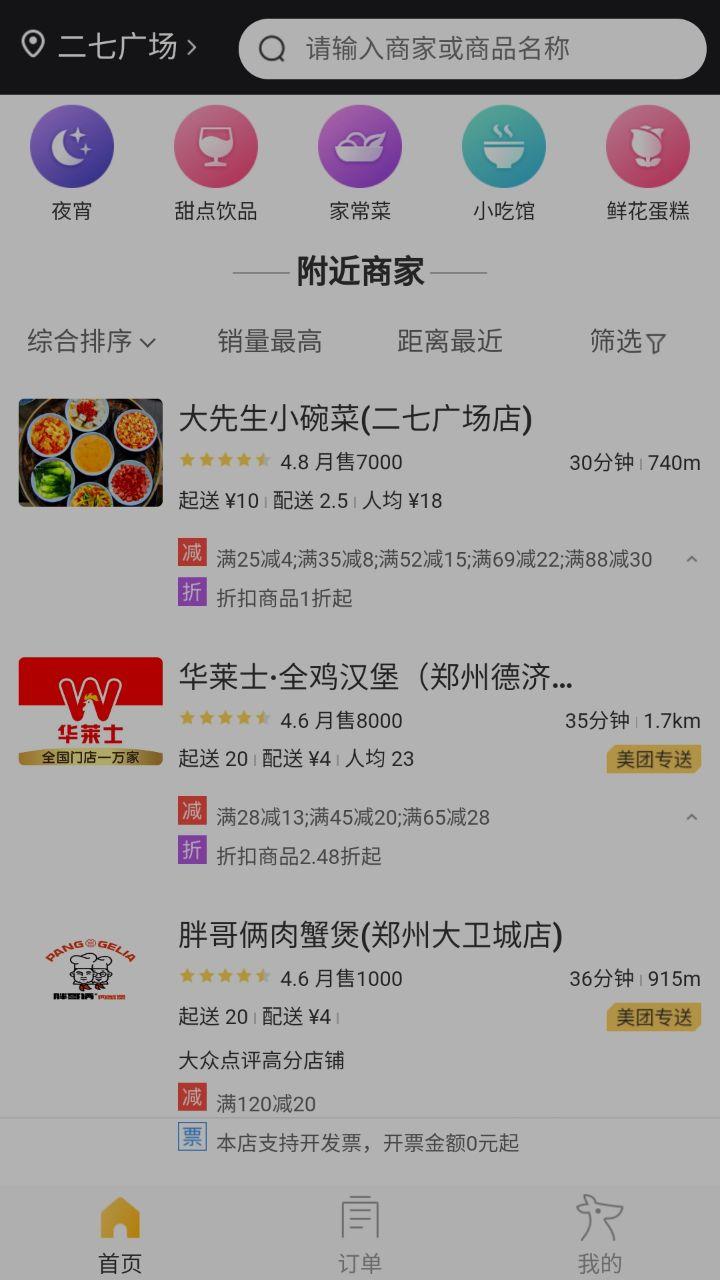 二七广场
请输入商家或商品名称
夜宵
甜点饮品
家常菜
小吃馆
鲜花蛋糕
附近商家
综合排序
销量最高
距离最近
筛选
大先生小碗菜(二七广场店)
4.8 月售7000
30分钟 740m
起送 ¥10 配送 2.5 人均 ¥18
减 满25减4;满35减8;满52减15;满69减22;满88减30
折 折扣商品1折起
华莱士
全国门店一万家
华莱士·全鸡汉堡（郑州德济...
4.6 月售8000
35分钟 1.7km
起送 20 配送 ¥4 人均 23
美团专送
减 满28减13;满45减20;满65减28
折 折扣商品2.48折起
PANG GELIA
胖哥俩肉蟹煲(郑州大卫城店)
4.6 月售1000
36分钟 915m
起送 20 配送 ¥4
美团专送
大众点评高分店铺
减 满120减20
票 本店支持开发票，开票金额0元起
首页
订单
我的